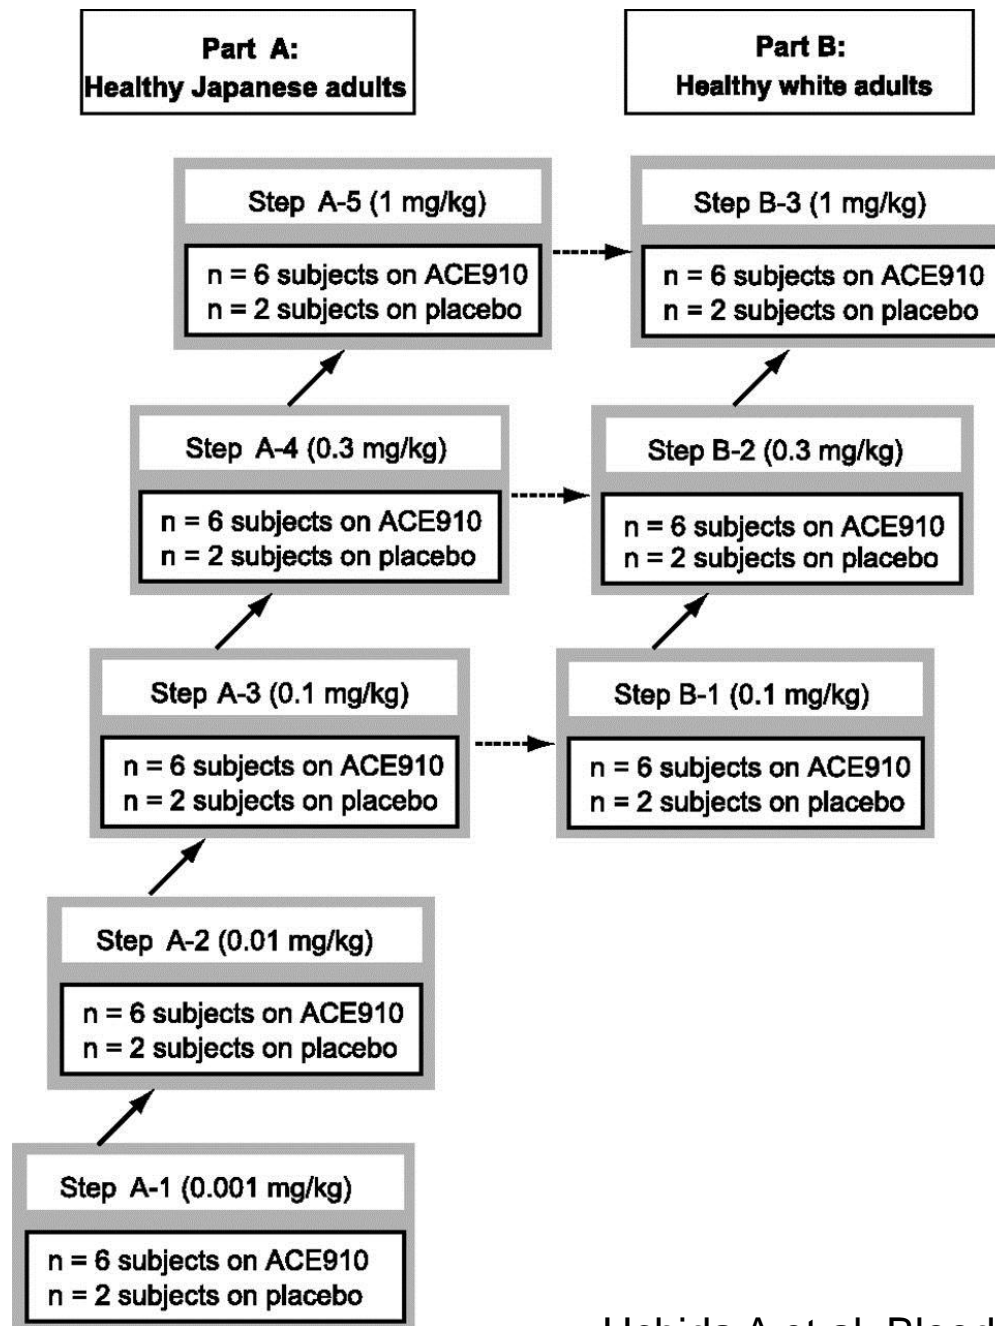 Part A:
Healthy Japanese adults
Part B:
Healthy white adults
Step A-5 (1 mg/kg)
n = 6 subjects on ACE910
n = 2 subjects on placebo
Step B-3 (1 mg/kg)
n = 6 subjects on ACE910
n = 2 subjects on placebo
Step A-4 (0.3 mg/kg)
n = 6 subjects on ACE910
n = 2 subjects on placebo
Step B-2 (0.3 mg/kg)
n = 6 subjects on ACE910
n = 2 subjects on placebo
Step A-3 (0.1 mg/kg)
n = 6 subjects on ACE910
n = 2 subjects on placebo
Step B-1 (0.1 mg/kg)
n = 6 subjects on ACE910
n = 2 subjects on placebo
Step A-2 (0.01 mg/kg)
n = 6 subjects on ACE910
n = 2 subjects on placebo
Step A-1 (0.001 mg/kg)
n = 6 subjects on ACE910
n = 2 subjects on placebo